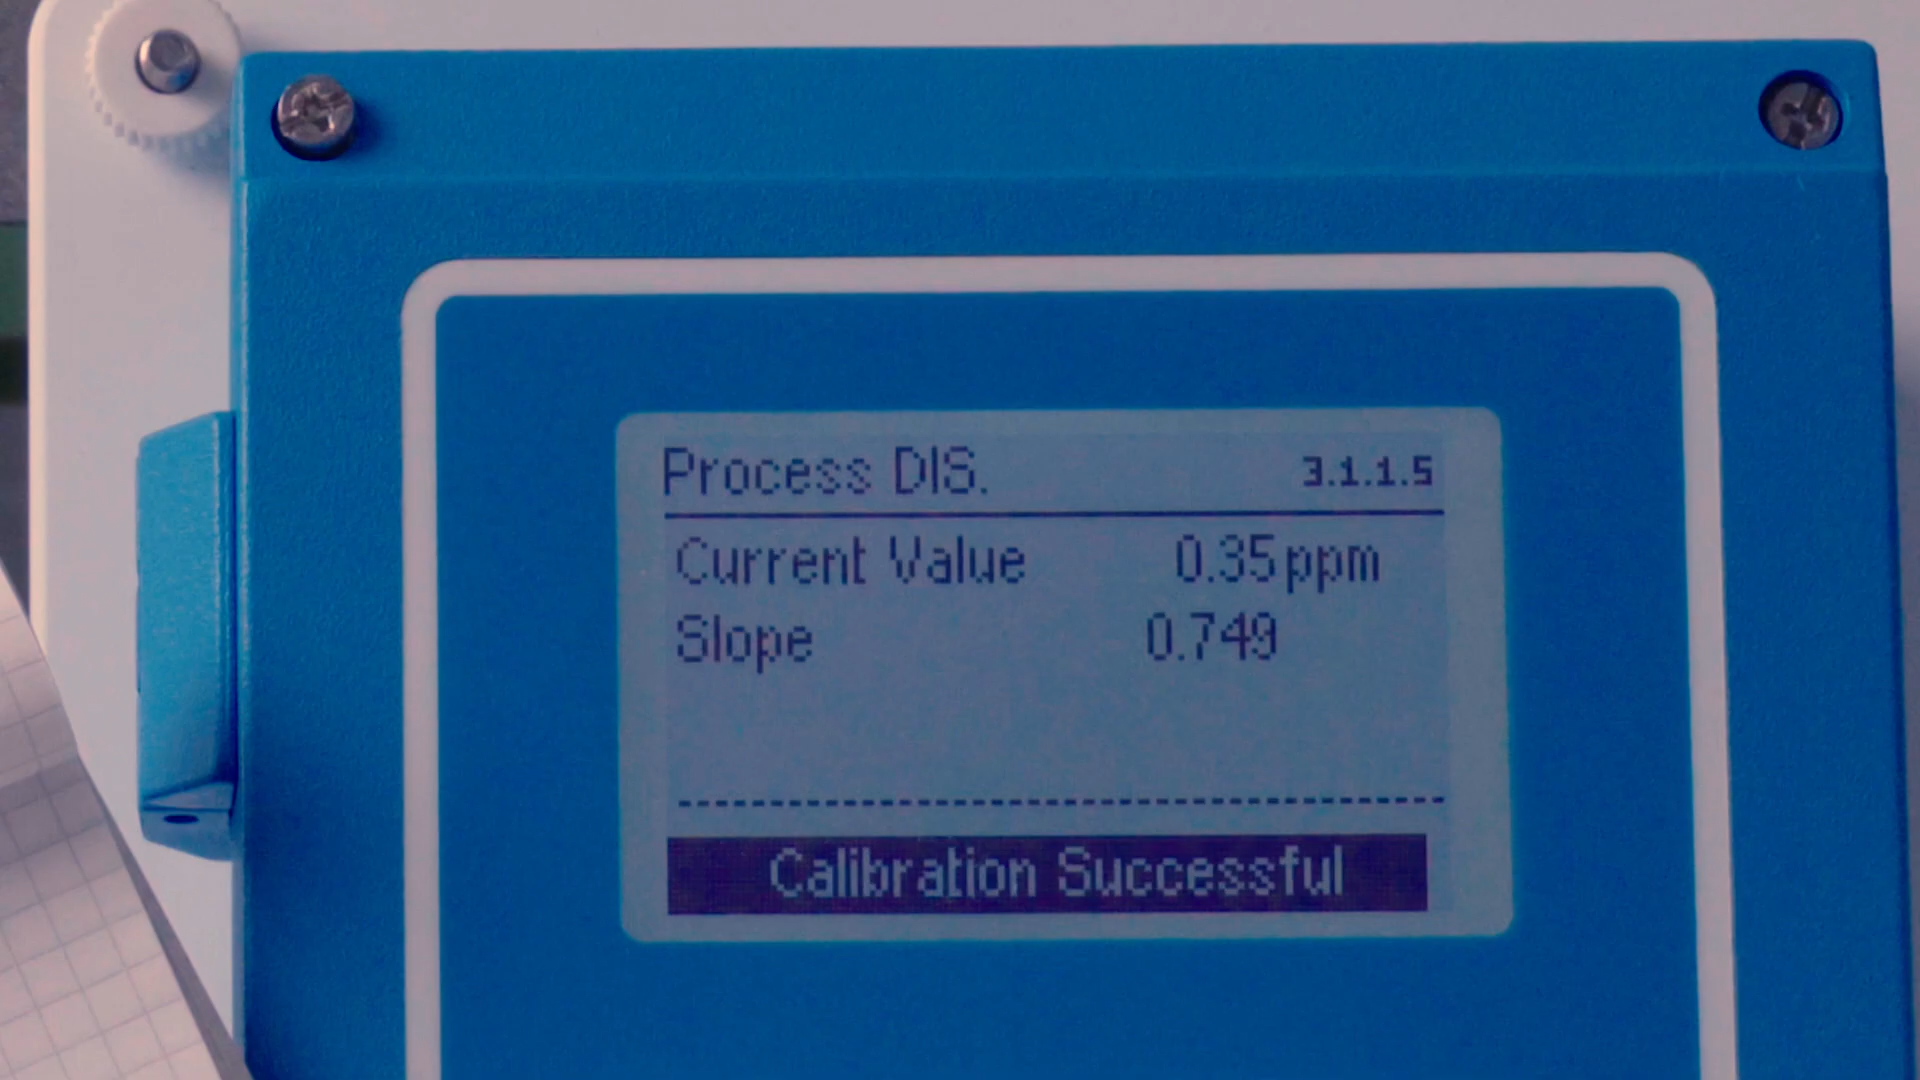 Process DIS. 3.1.1.5
Current Value 0.35 ppm
Slope 0.749
Calibration Successful